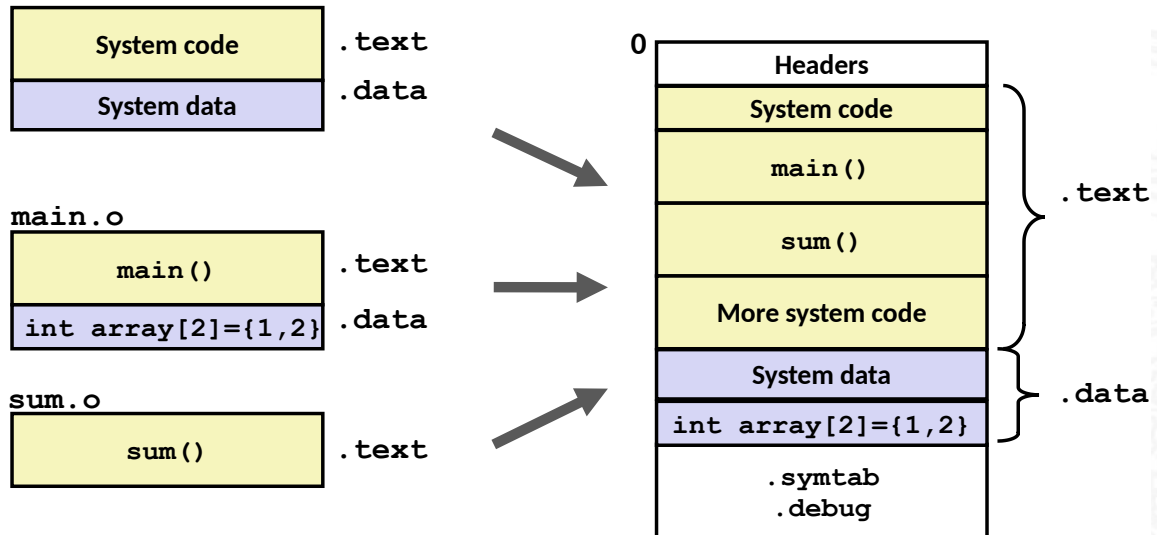 System code
.text
System data
.data
main.o
main()
.text
int array[2]={1,2}
.data
sum.o
sum()
.text
0
Headers
System code
main()
sum()
More system code
.text
System data
int array[2]={1,2}
.data
.symtab
.debug